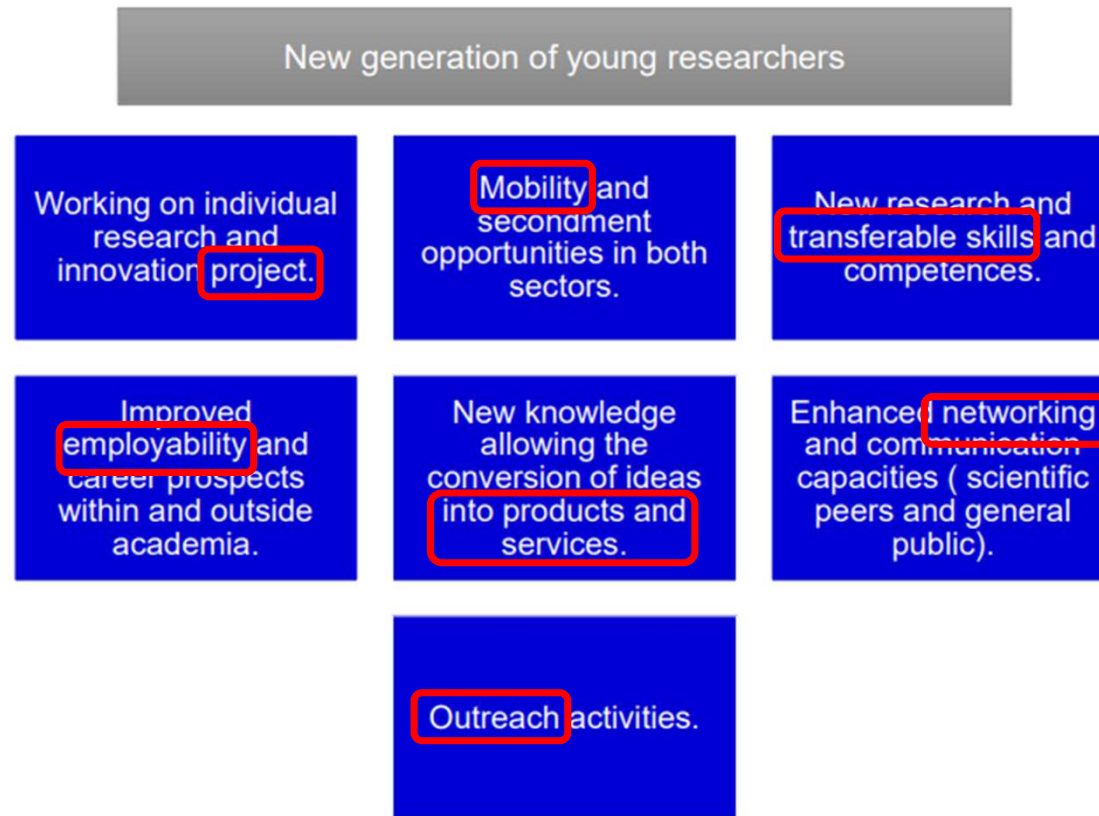 New generation of young researchers
Working on individual
research and
innovation project.
Mobility and
secondment
opportunities in both
sectors.
New research and
transferable skills and
competences.
Improved
employability and
career prospects
within and outside
academia.
New knowledge
allowing the
conversion of ideas
into products and
services.
Enhanced networking
and communication
capacities ( scientific
peers and general
public).
Outreach activities.